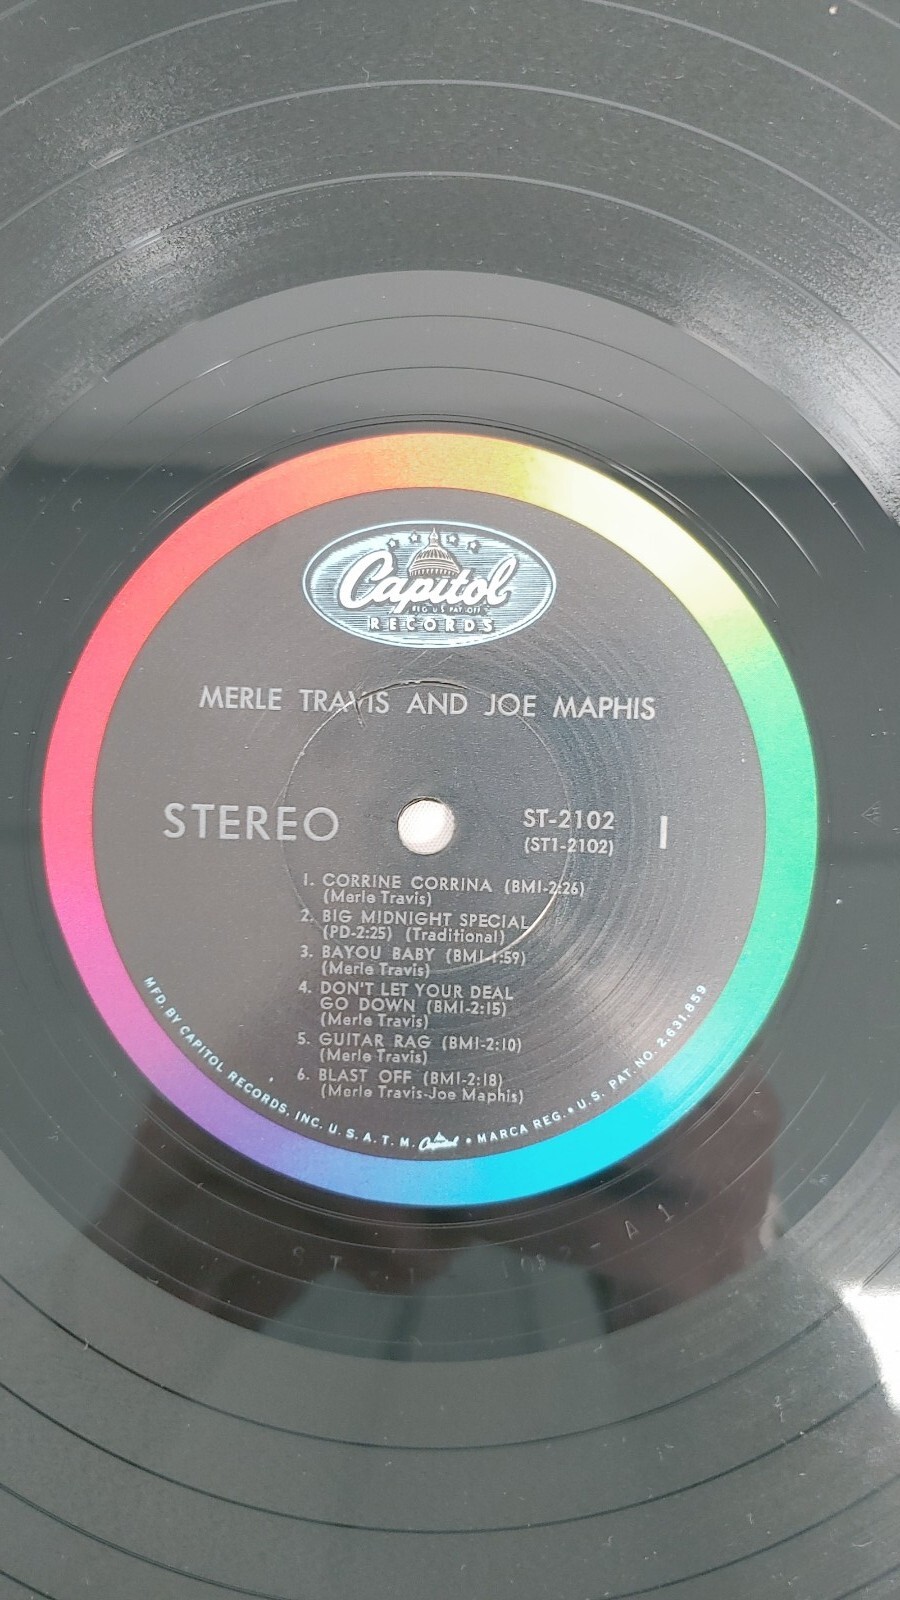 Capitol
REG U.S. PAT. OFF.
RECORDS
MERLE TRAVIS AND JOE MAPHIS
STEREO
ST-2102
(ST1-2102)
1
1. CORRINE CORRINA (BMI-2:26)
(Merle Travis)
2. BIG MIDNIGHT SPECIAL
(PD-2:25) (Traditional)
3. BAYOU BABY (BMI-1:59)
(Merle Travis)
4. DON'T LET YOUR DEAL
GO DOWN (BMI-2:15)
(Merle Travis)
5. GUITAR RAG (BMI-2:10)
(Merle Travis)
6. BLAST OFF (BMI-2:18)
(Merle Travis-Joe Maphis)
MFD. BY CAPITOL RECORDS, INC. U. S. A. T. M. Capitol • MARCA REG. • U.S. PAT. NO. 2,631,859